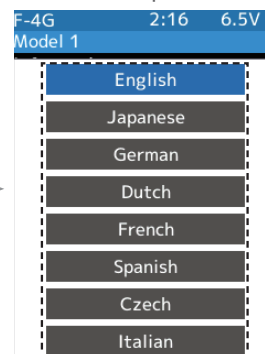 F-4G 2:16 6.5V
Model 1
English
Japanese
German
Dutch
French
Spanish
Czech
Italian